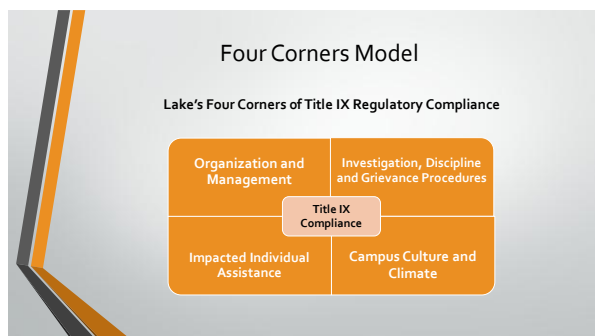 Four Corners Model
Lake's Four Corners of Title IX Regulatory Compliance
Organization and
Management
Investigation, Discipline
and Grievance Procedures
Title IX
Compliance
Impacted Individual
Assistance
Campus Culture and
Climate